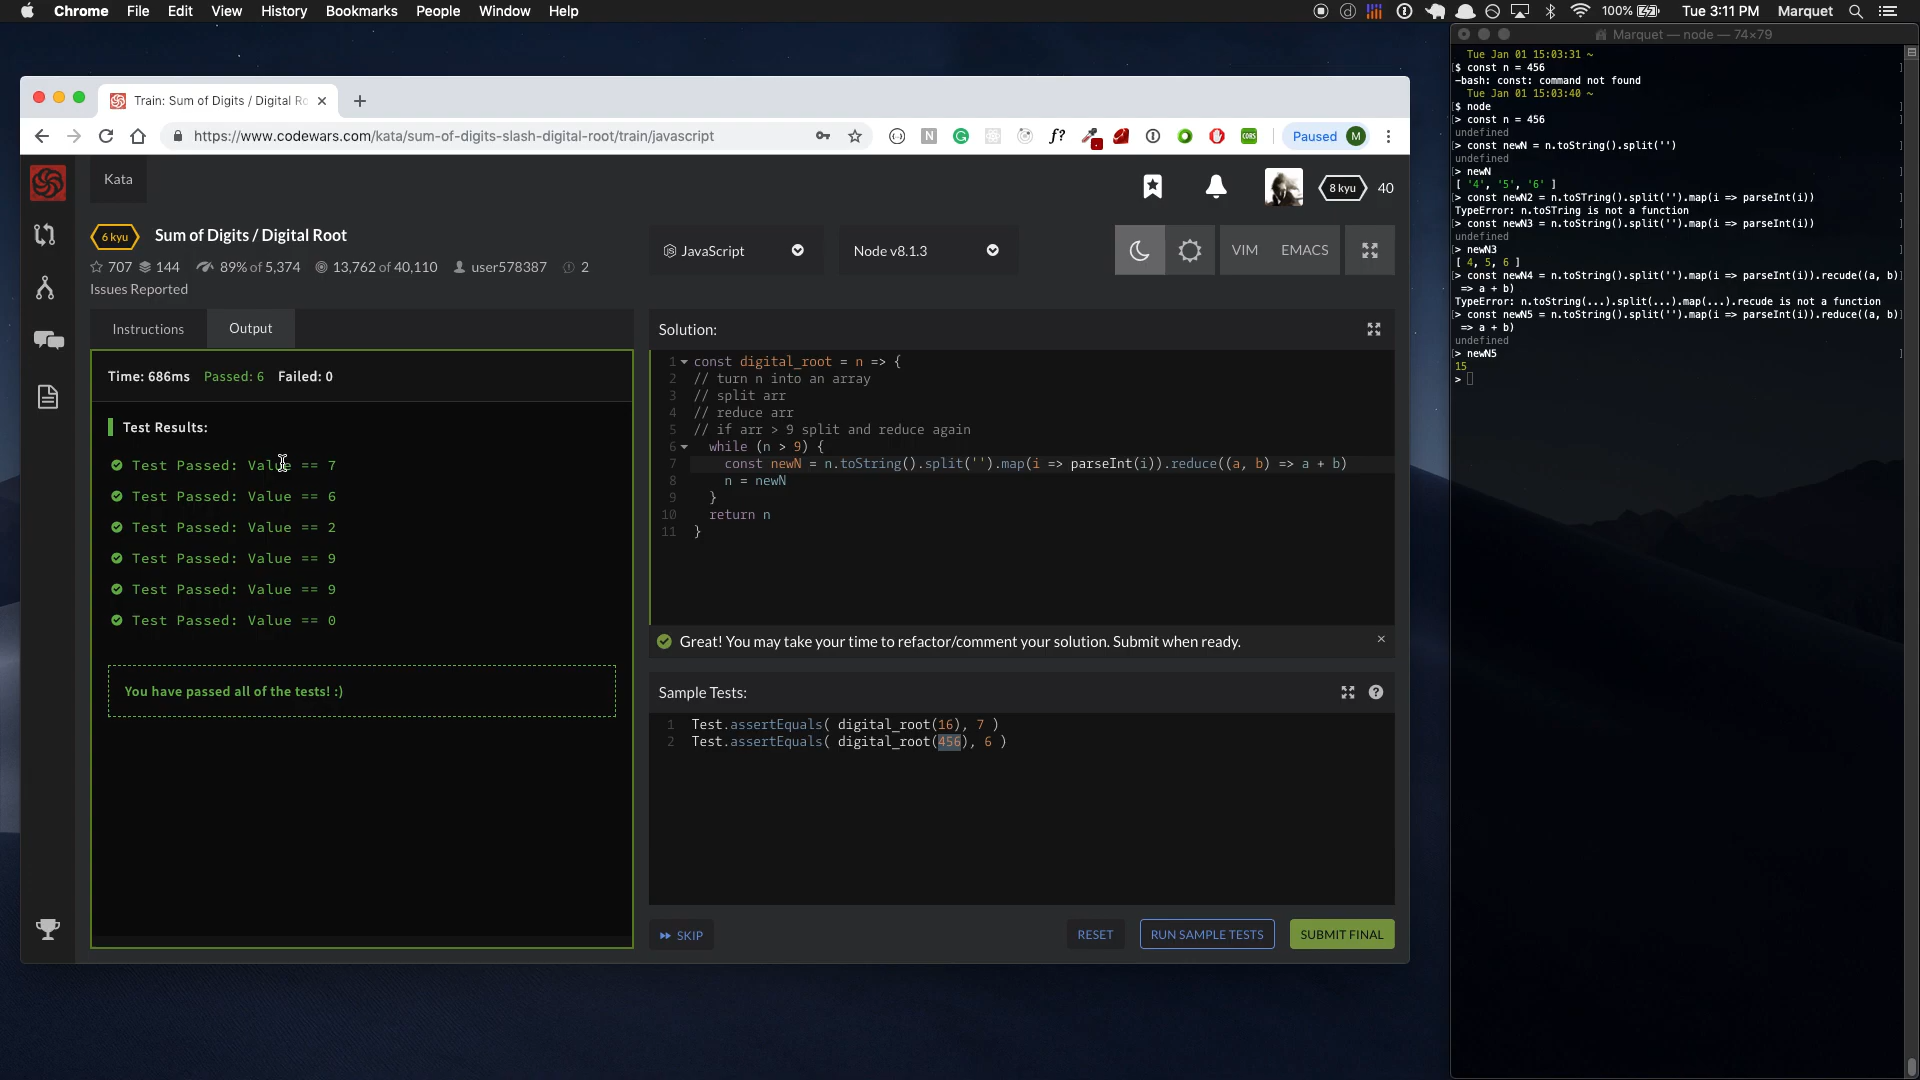 Chrome File Edit View History Bookmarks People Window Help
100% Tue 3:11 PM Marquet
Train: Sum of Digits / Digital Ro
https://www.codewars.com/kata/sum-of-digits-slash-digital-root/train/javascript
Paused M
Kata
8 kyu 40
6 kyu Sum of Digits / Digital Root
707 144 89% of 5,374 13,762 of 40,110 user578387 2
Issues Reported
JavaScript Node v8.1.3 VIM EMACS
Instructions Output
Time: 686ms Passed: 6 Failed: 0
Test Results:
Test Passed: Value == 7
Test Passed: Value == 6
Test Passed: Value == 2
Test Passed: Value == 9
Test Passed: Value == 9
Test Passed: Value == 0
You have passed all of the tests! :)
Solution:
1 const digital_root = n => {
2 // turn n into an array
3 // split arr
4 // reduce arr
5 // if arr > 9 split and reduce again
6 while (n > 9) {
7 const newN = n.toString().split('').map(i => parseInt(i)).reduce((a, b) => a + b)
8 n = newN
9 }
10 return n
11 }
Great! You may take your time to refactor/comment your solution. Submit when ready.
Sample Tests:
1 Test.assertEquals( digital_root(16), 7 )
2 Test.assertEquals( digital_root(456), 6 )
SKIP RESET RUN SAMPLE TESTS SUBMIT FINAL
Marquet — node — 74×79
Tue Jan 01 15:03:31 ~
$ const n = 456
-bash: const: command not found
Tue Jan 01 15:03:40 ~
$ node
> const n = 456
undefined
> const newN = n.toString().split('')
undefined
> newN
[ '4', '5', '6' ]
> const newN2 = n.toSTring().split('').map(i => parseInt(i))
TypeError: n.toSTring is not a function
> const newN3 = n.toString().split('').map(i => parseInt(i))
undefined
> newN3
[ 4, 5, 6 ]
> const newN4 = n.toString().split('').map(i => parseInt(i)).recude((a, b)
=> a + b)
TypeError: n.toString(...).split(...).map(...).recude is not a function
> const newN5 = n.toString().split('').map(i => parseInt(i)).reduce((a, b)
=> a + b)
undefined
> newN5
15
>